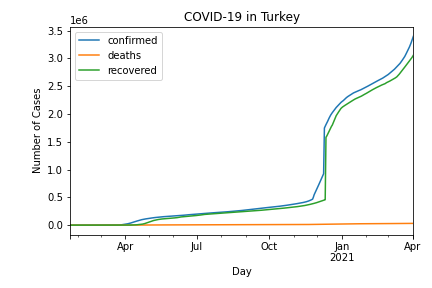 COVID-19 in Turkey
1e6
3.5
3.0
2.5
2.0
1.5
1.0
0.5
0.0
Number of Cases
confirmed
deaths
recovered
Apr Jul Oct Jan Apr
2021
Day